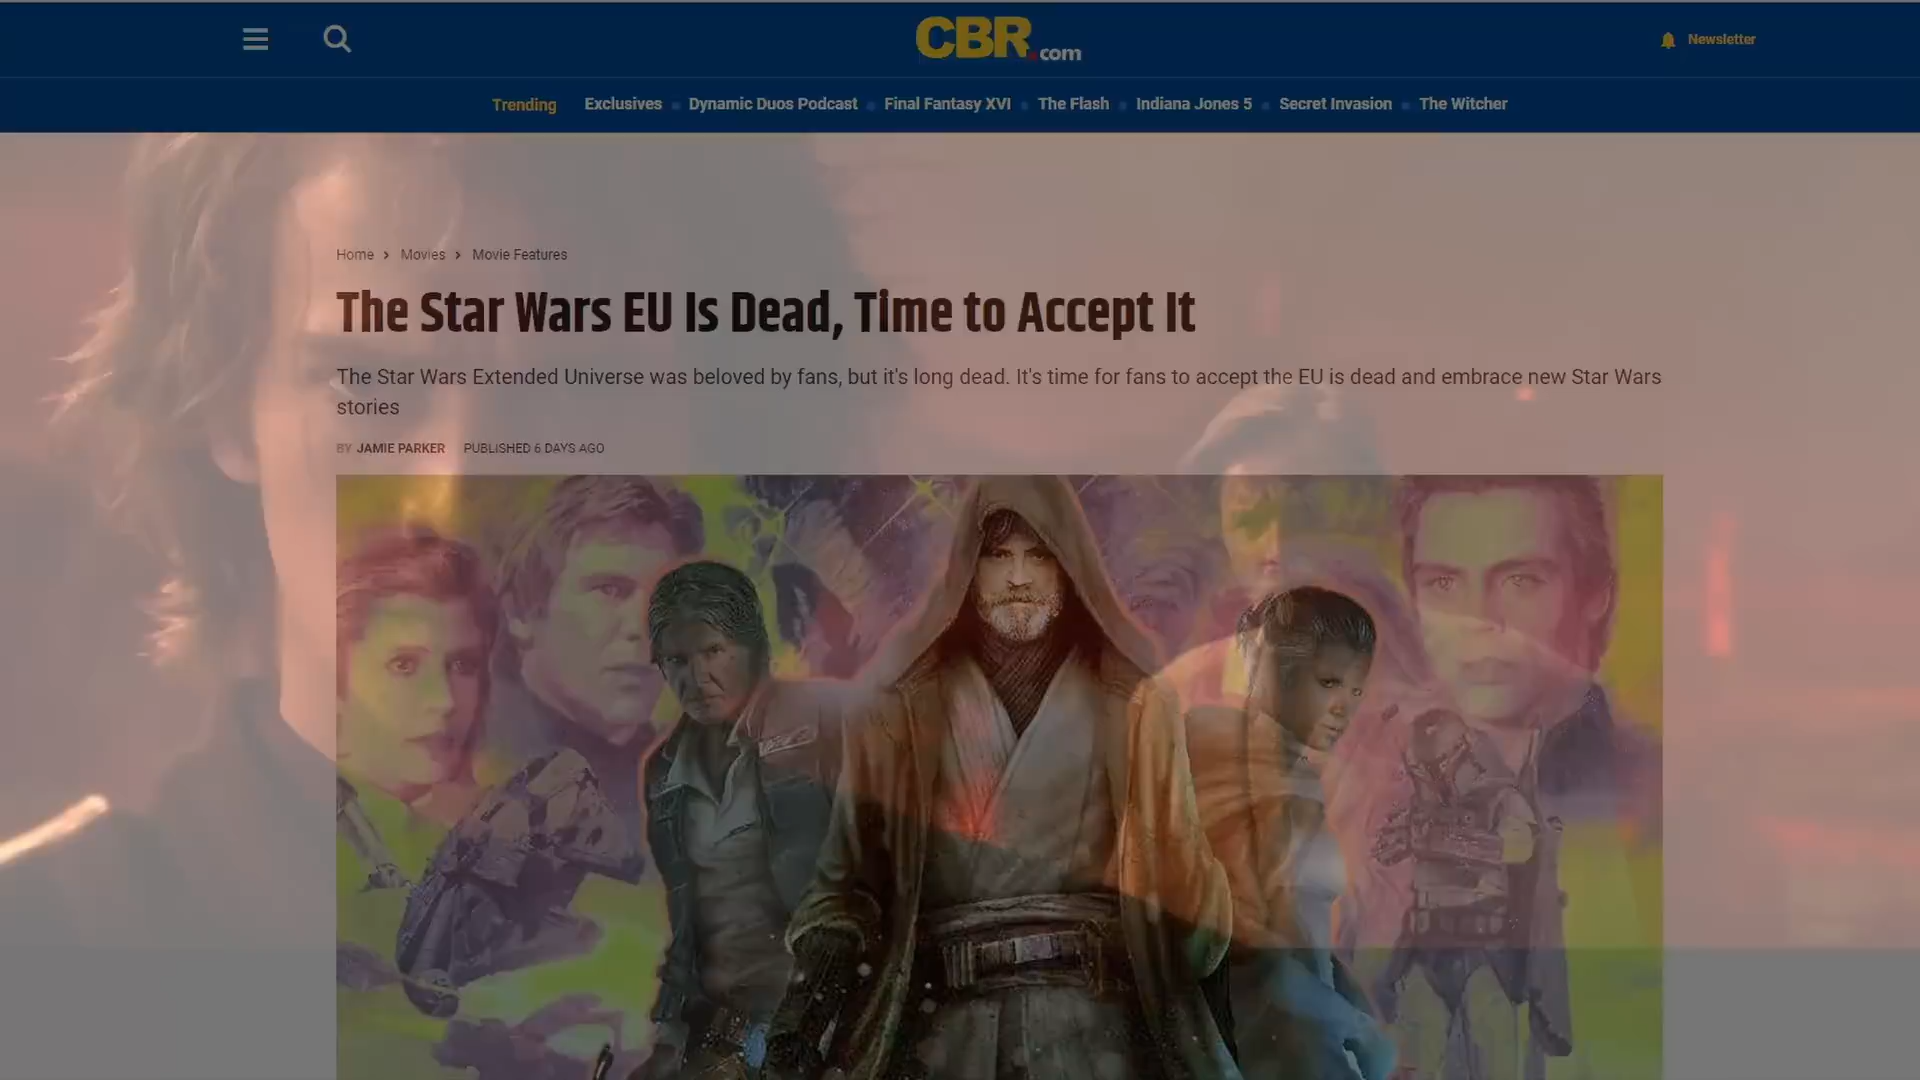 CBR.com
Newsletter
Trending Exclusives Dynamic Duos Podcast Final Fantasy XVI The Flash Indiana Jones 5 Secret Invasion The Witcher
Home > Movies > Movie Features
The Star Wars EU Is Dead, Time to Accept It
The Star Wars Extended Universe was beloved by fans, but it's long dead. It's time for fans to accept the EU is dead and embrace new Star Wars
stories
BY JAMIE PARKER PUBLISHED 6 DAYS AGO